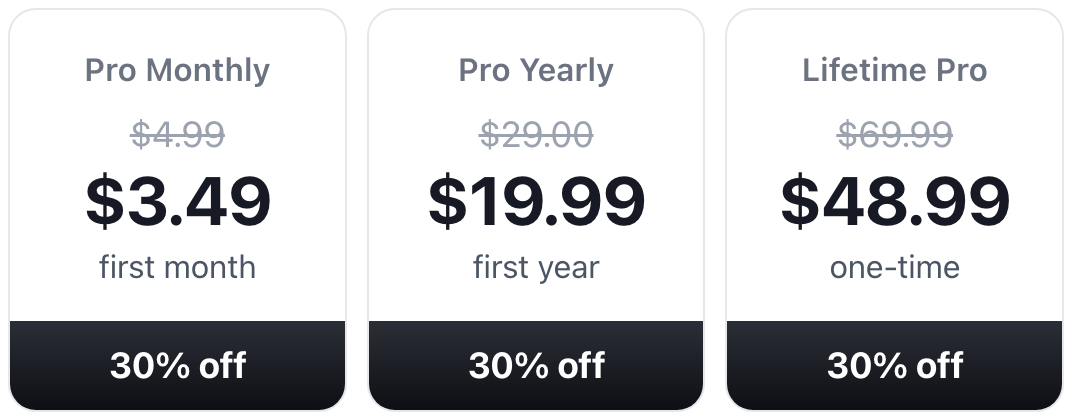 Pro Monthly
$4.99
$3.49
first month
30% off
Pro Yearly
$29.00
$19.99
first year
30% off
Lifetime Pro
$69.99
$48.99
one-time
30% off